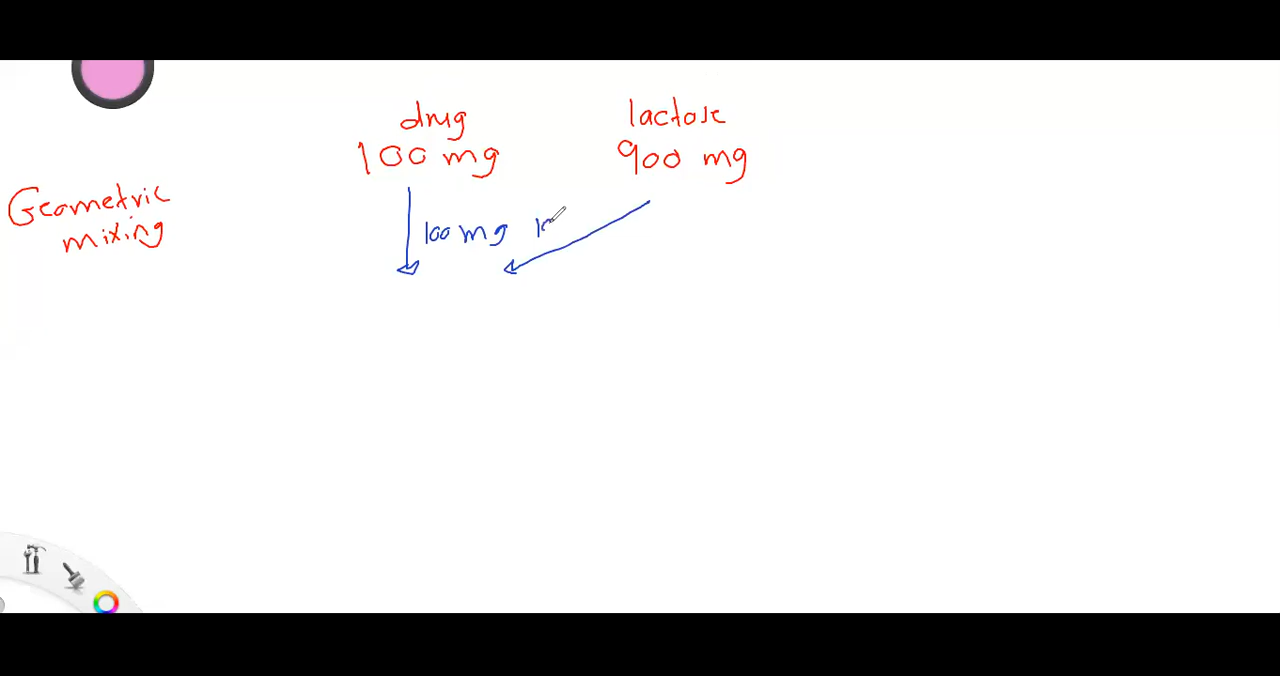 drug
100 mg
lactose
900 mg
Geometric
mixing
100 mg